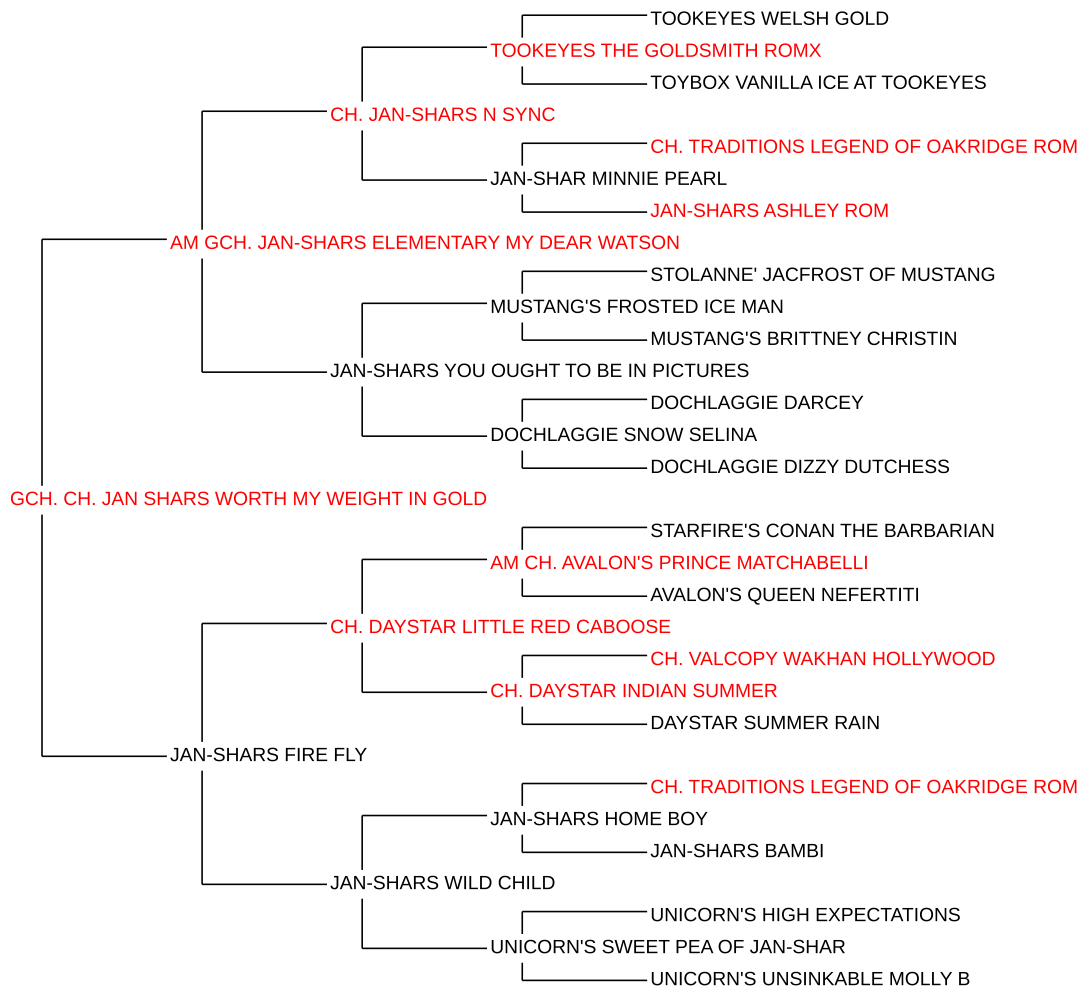 TOOKEYES WELSH GOLD
TOOKEYES THE GOLDSMITH ROMX
TOYBOX VANILLA ICE AT TOOKEYES
CH. JAN-SHARS N SYNC
CH. TRADITIONS LEGEND OF OAKRIDGE ROM
JAN-SHAR MINNIE PEARL
JAN-SHARS ASHLEY ROM
AM GCH. JAN-SHARS ELEMENTARY MY DEAR WATSON
STOLANNE' JACFROST OF MUSTANG
MUSTANG'S FROSTED ICE MAN
MUSTANG'S BRITTNEY CHRISTIN
JAN-SHARS YOU OUGHT TO BE IN PICTURES
DOCHLAGGIE DARCEY
DOCHLAGGIE SNOW SELINA
DOCHLAGGIE DIZZY DUTCHESS
GCH. CH. JAN SHARS WORTH MY WEIGHT IN GOLD
STARFIRE'S CONAN THE BARBARIAN
AM CH. AVALON'S PRINCE MATCHABELLI
AVALON'S QUEEN NEFERTITI
CH. DAYSTAR LITTLE RED CABOOSE
CH. VALCOPY WAKHAN HOLLYWOOD
CH. DAYSTAR INDIAN SUMMER
DAYSTAR SUMMER RAIN
JAN-SHARS FIRE FLY
CH. TRADITIONS LEGEND OF OAKRIDGE ROM
JAN-SHARS HOME BOY
JAN-SHARS BAMBI
JAN-SHARS WILD CHILD
UNICORN'S HIGH EXPECTATIONS
UNICORN'S SWEET PEA OF JAN-SHAR
UNICORN'S UNSINKABLE MOLLY B